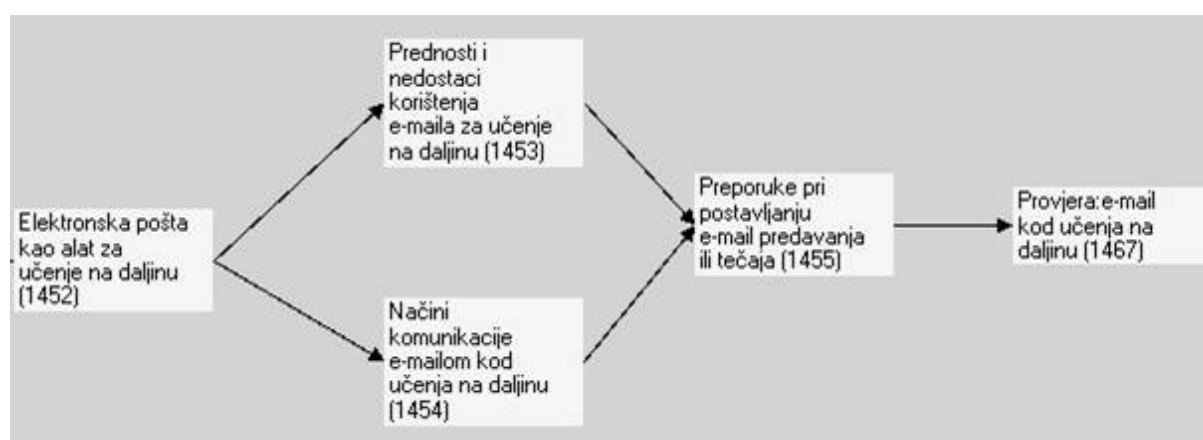 Elektronska pošta
kao alat za
učenje na daljinu
(1452)
Prednosti i
nedostaci
korištenja
e-maila za učenje
na daljinu (1453)
Načini
komunikacije
e-mailom kod
učenja na daljinu
(1454)
Preporuke pri
postavljanju
e-mail predavanja
ili tečaja (1455)
Provjera:e-mail
kod učenja na
daljinu (1467)